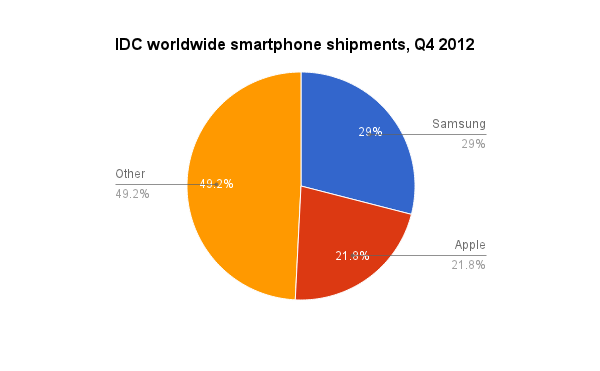 IDC worldwide smartphone shipments, Q4 2012
Samsung
29%
29%
Other
49.2%
49.2%
Apple
21.8%
21.8%